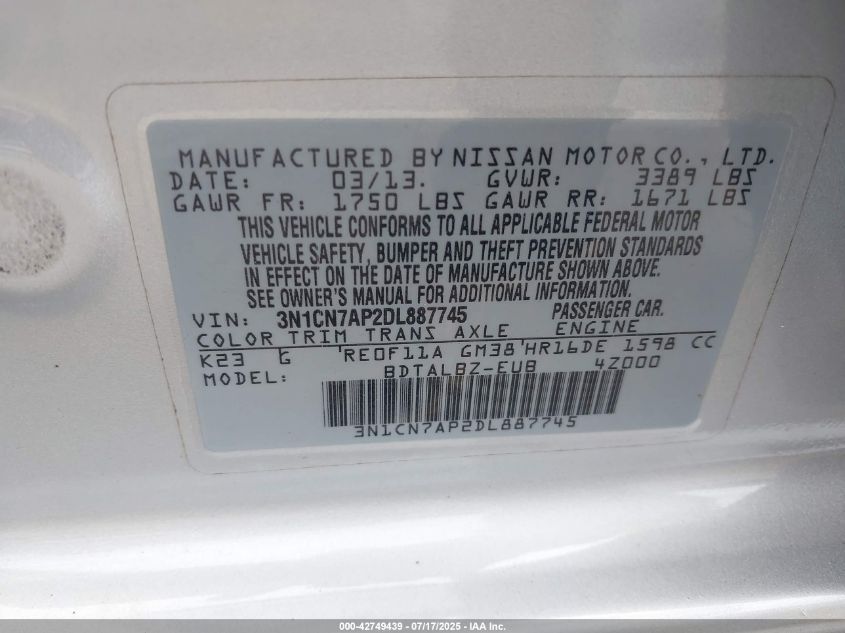 MANUFACTURED BY NISSAN MOTOR CO., LTD.
DATE: 03/13. GVWR: 3389 LBS
GAWR FR: 1750 LBS GAWR RR: 1671 LBS
THIS VEHICLE CONFORMS TO ALL APPLICABLE FEDERAL MOTOR
VEHICLE SAFETY, BUMPER AND THEFT PREVENTION STANDARDS
IN EFFECT ON THE DATE OF MANUFACTURE SHOWN ABOVE.
SEE OWNER'S MANUAL FOR ADDITIONAL INFORMATION.
VIN: 3N1CN7AP2DL887745 PASSENGER CAR.
COLOR TRIM TRANS AXLE ENGINE
K23 G RE0F11A GM38 HR16DE 1598 CC
MODEL: BDTALBZ-EUB 4Z000
3N1CN7AP2DL887745
000-42749439 - 07/17/2025 - IAA Inc.